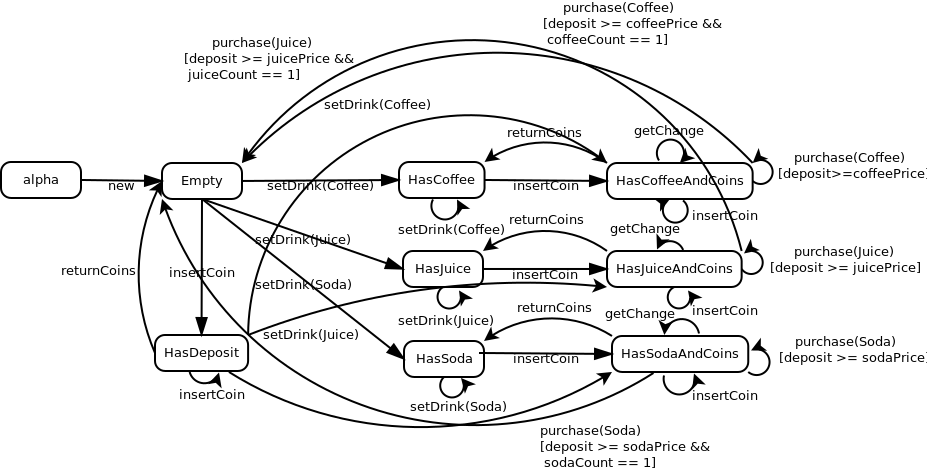 purchase(Coffee)
[deposit >= coffeePrice &&
coffeeCount == 1]
purchase(Juice)
[deposit >= juicePrice &&
juiceCount == 1]
setDrink(Coffee)
returnCoins
getChange
purchase(Coffee)
[deposit>=coffeePrice]
alpha
new
Empty
setDrink(Coffee)
HasCoffee
insertCoin
HasCoffeeAndCoins
setDrink(Coffee)
insertCoin
returnCoins
getChange
setDrink(Juice)
purchase(Juice)
[deposit >= juicePrice]
returnCoins
insertCoin
HasJuice
insertCoin
HasJuiceAndCoins
setDrink(Soda)
setDrink(Juice)
returnCoins
getChange
insertCoin
setDrink(Juice)
purchase(Soda)
[deposit >= sodaPrice]
HasDeposit
HasSoda
insertCoin
HasSodaAndCoins
insertCoin
setDrink(Soda)
insertCoin
purchase(Soda)
[deposit >= sodaPrice &&
sodaCount == 1]